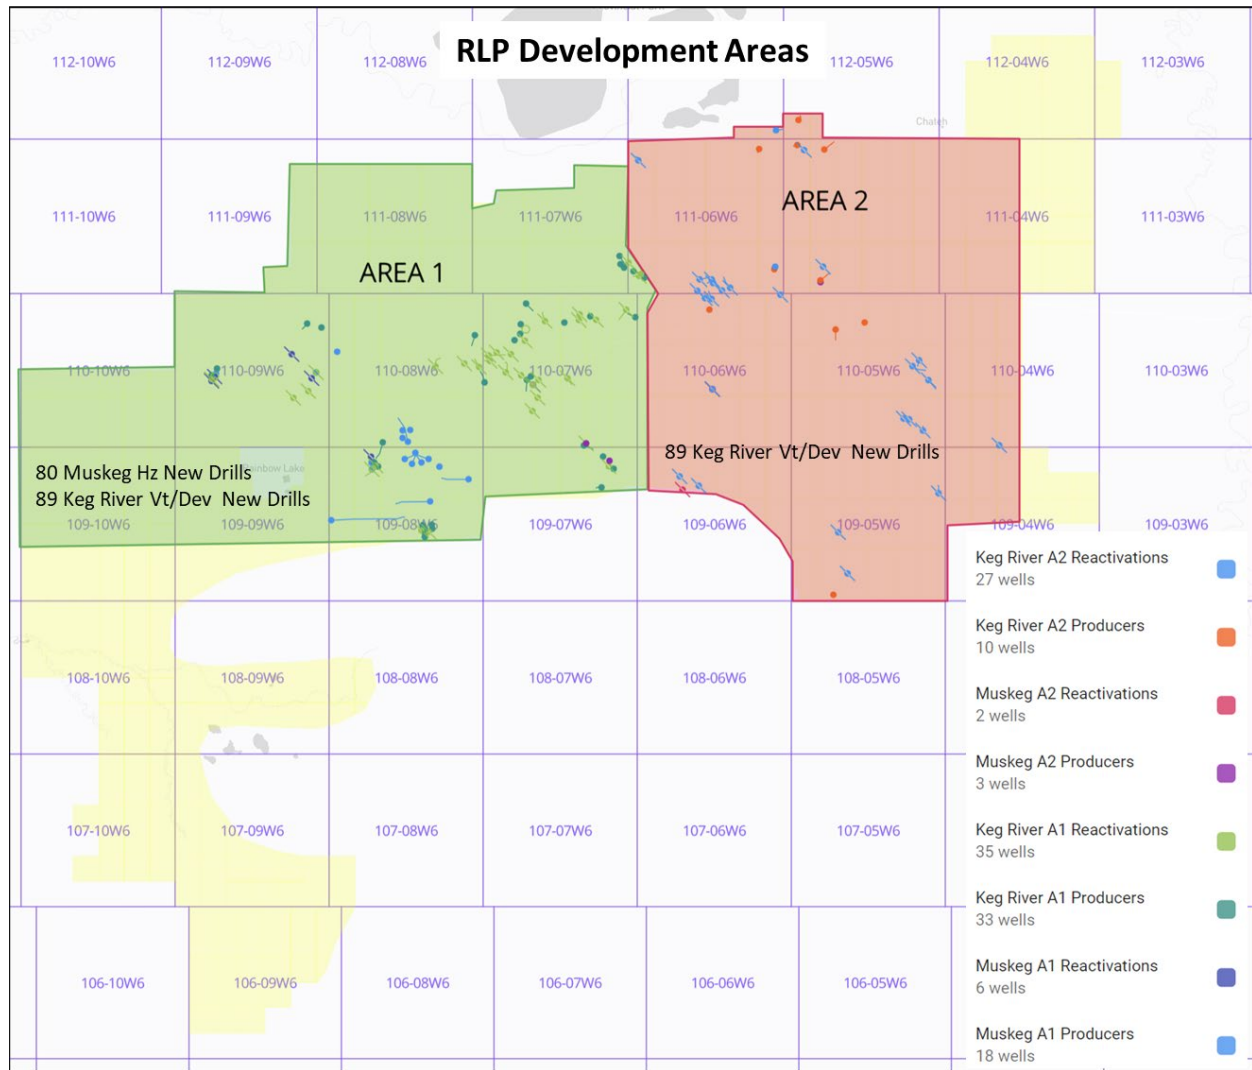 RLP Development Areas
112-10W6
112-09W6
112-08W6
112-05W6
112-04W6
112-03W6
Chateh
111-10W6
111-09W6
111-08W6
111-07W6
111-06W6
AREA 2
111-04W6
111-03W6
AREA 1
110-10W6
110-09W6
110-08W6
110-07W6
110-06W6
110-05W6
110-04W6
110-03W6
80 Muskeg Hz New Drills
Rainbow Lake
89 Keg River Vt/Dev New Drills
89 Keg River Vt/Dev New Drills
109-10W6
109-09W6
109-08W6
109-07W6
109-06W6
109-05W6
109-04W6
109-03W6
108-10W6
108-09W6
108-08W6
108-07W6
108-06W6
108-05W6
107-10W6
107-09W6
107-08W6
107-07W6
107-06W6
107-05W6
106-10W6
106-09W6
106-08W6
106-07W6
106-06W6
106-05W6
Keg River A2 Reactivations
27 wells
Keg River A2 Producers
10 wells
Muskeg A2 Reactivations
2 wells
Muskeg A2 Producers
3 wells
Keg River A1 Reactivations
35 wells
Keg River A1 Producers
33 wells
Muskeg A1 Reactivations
6 wells
Muskeg A1 Producers
18 wells